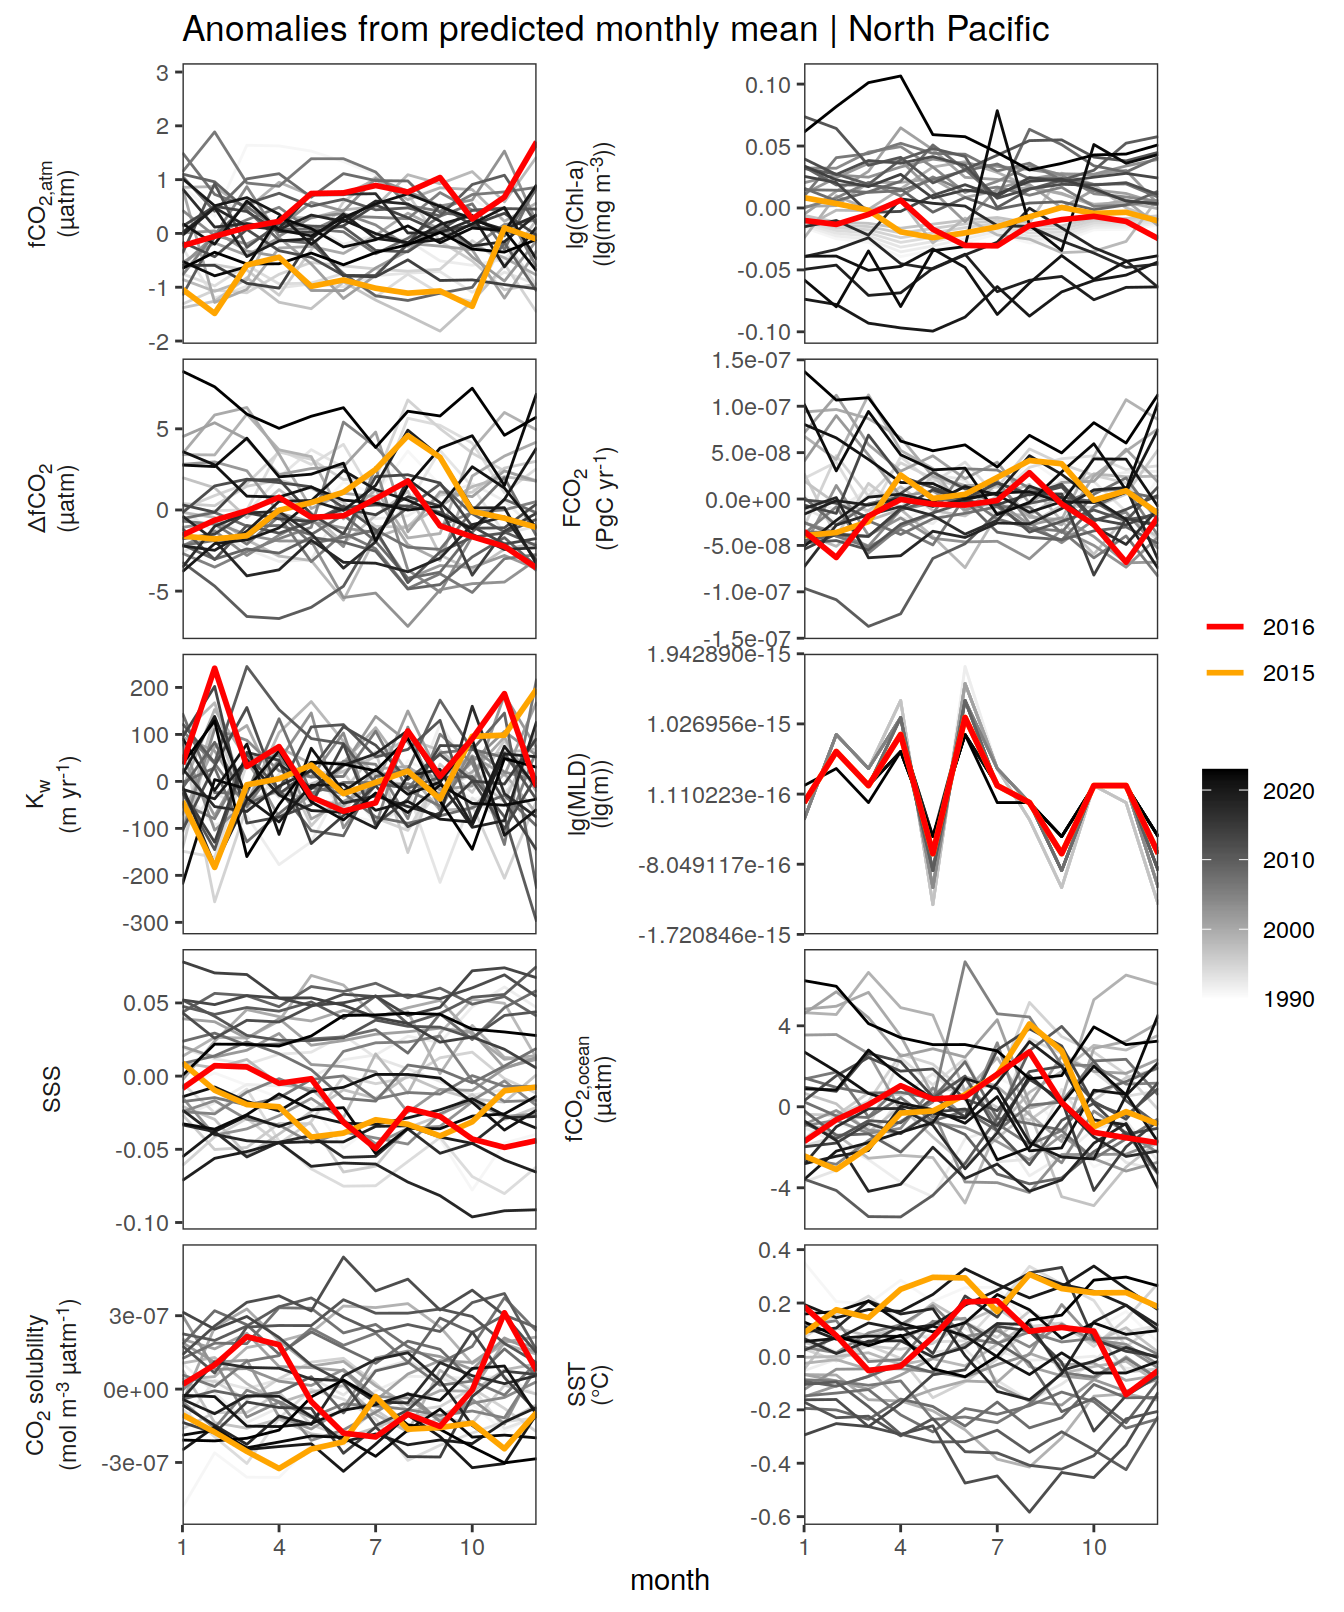 Anomalies from predicted monthly mean | North Pacific
fCO2,atm
(µatm)
3
2
1
0
-1
-2
lg(Chl-a)
(lg(mg m-3))
0.10
0.05
0.00
-0.05
-0.10
ΔfCO2
(µatm)
5
0
-5
FCO2
(PgC yr-1)
1.5e-07
1.0e-07
5.0e-08
0.0e+00
-5.0e-08
-1.0e-07
-1.5e-07
Kw
(m yr-1)
200
100
0
-100
-200
-300
lg(MLD)
(lg(m))
1.942890e-15
1.026956e-15
1.110223e-16
-8.049117e-16
-1.720846e-15
SSS
0.05
0.00
-0.05
-0.10
fCO2,ocean
(µatm)
4
0
-4
CO2 solubility
(mol m-3 µatm-1)
3e-07
0e+00
-3e-07
SST
(°C)
0.4
0.2
0.0
-0.2
-0.4
-0.6
1 4 7 10
1 4 7 10
month
2016
2015
2020
2010
2000
1990